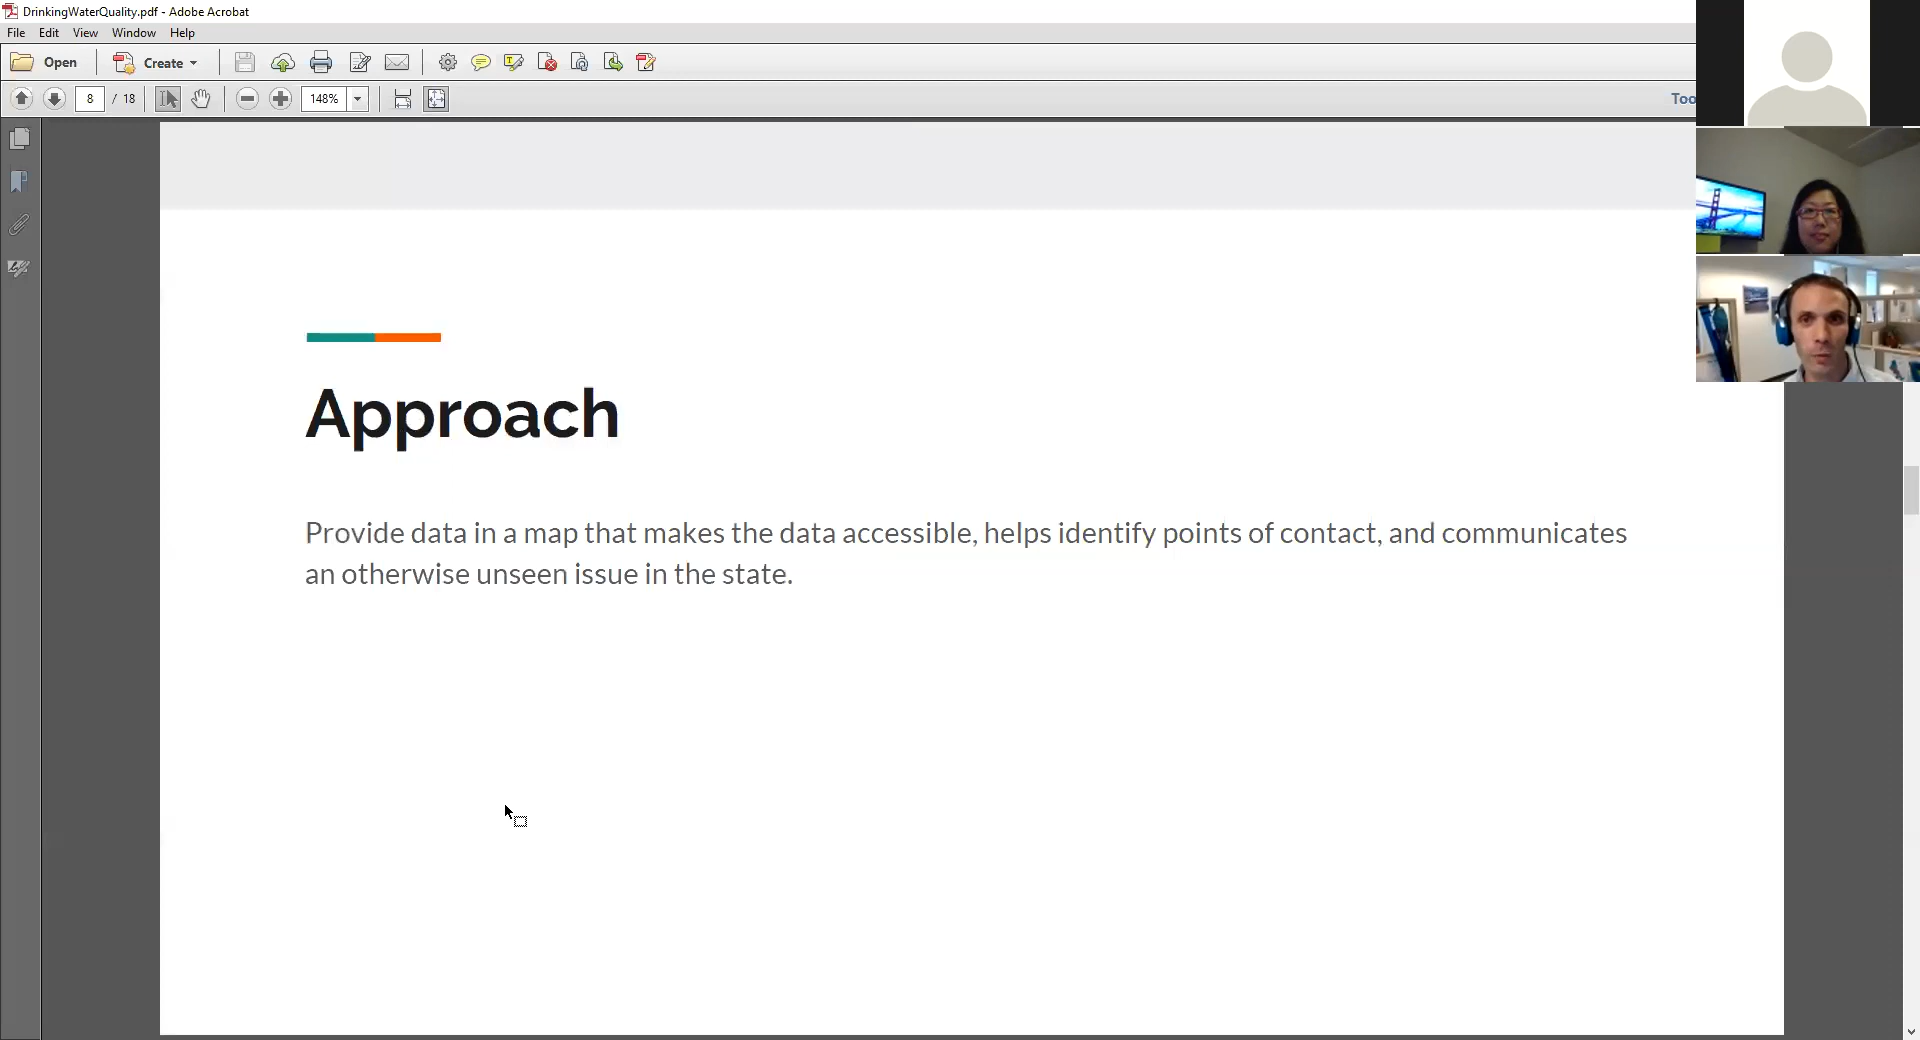 DrinkingWaterQuality.pdf - Adobe Acrobat
File Edit View Window Help
Open Create
8 / 18 148% Too
Approach
Provide data in a map that makes the data accessible, helps identify points of contact, and communicates
an otherwise unseen issue in the state.